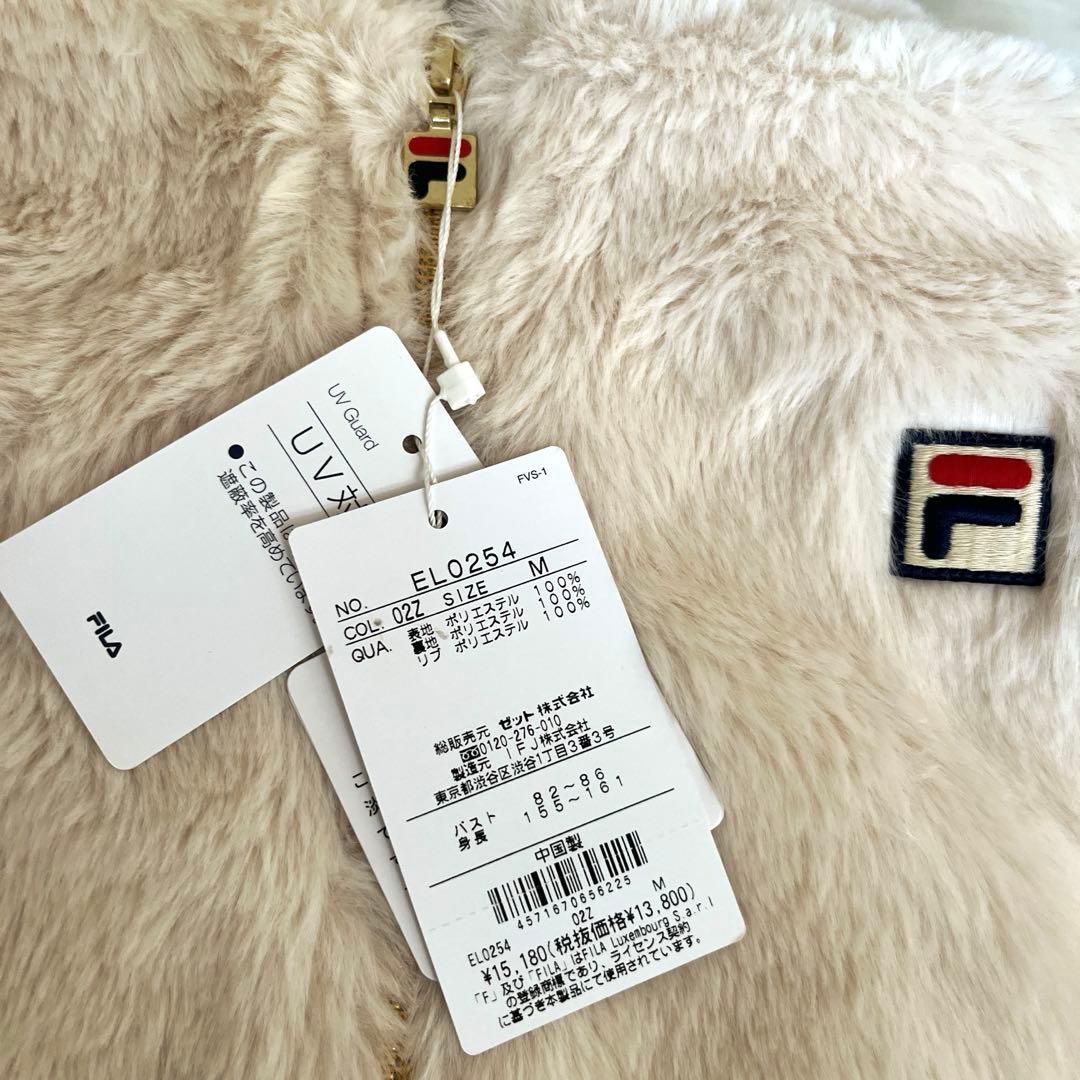 UV Guard
UV対
●この製品は
遮蔽率を高めていま
FILA
FVS-1
NO. EL0254
COL. 02Z SIZE M
QUA. 表地 ポリエステル 100%
裏地 ポリエステル 100%
リブ ポリエステル 100%
総販売元 ゼット株式会社
0120-276-010
製造元 IFJ株式会社
東京都渋谷区渋谷1丁目3番3号
バスト 82～86
身長 155～161
中国製
4571670656225
EL0254 02Z M
¥15,180(税抜価格¥13,800)
「F」及び「FILA」はFILA Luxembourg S.a.r.l
の登録商標であり、ライセンス契約
に基づき本製品にて使用されています。